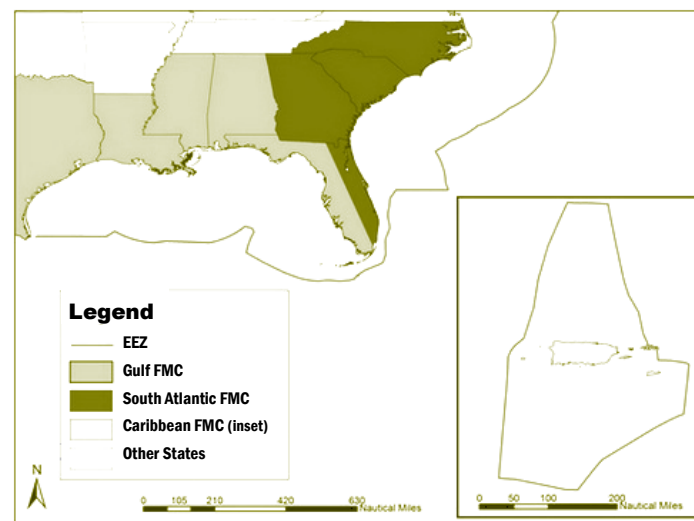 Legend
EEZ
Gulf FMC
South Atlantic FMC
Caribbean FMC (inset)
Other States
N
0 105 210 420 630
Nautical Miles
0 50 100 200
Nautical Miles